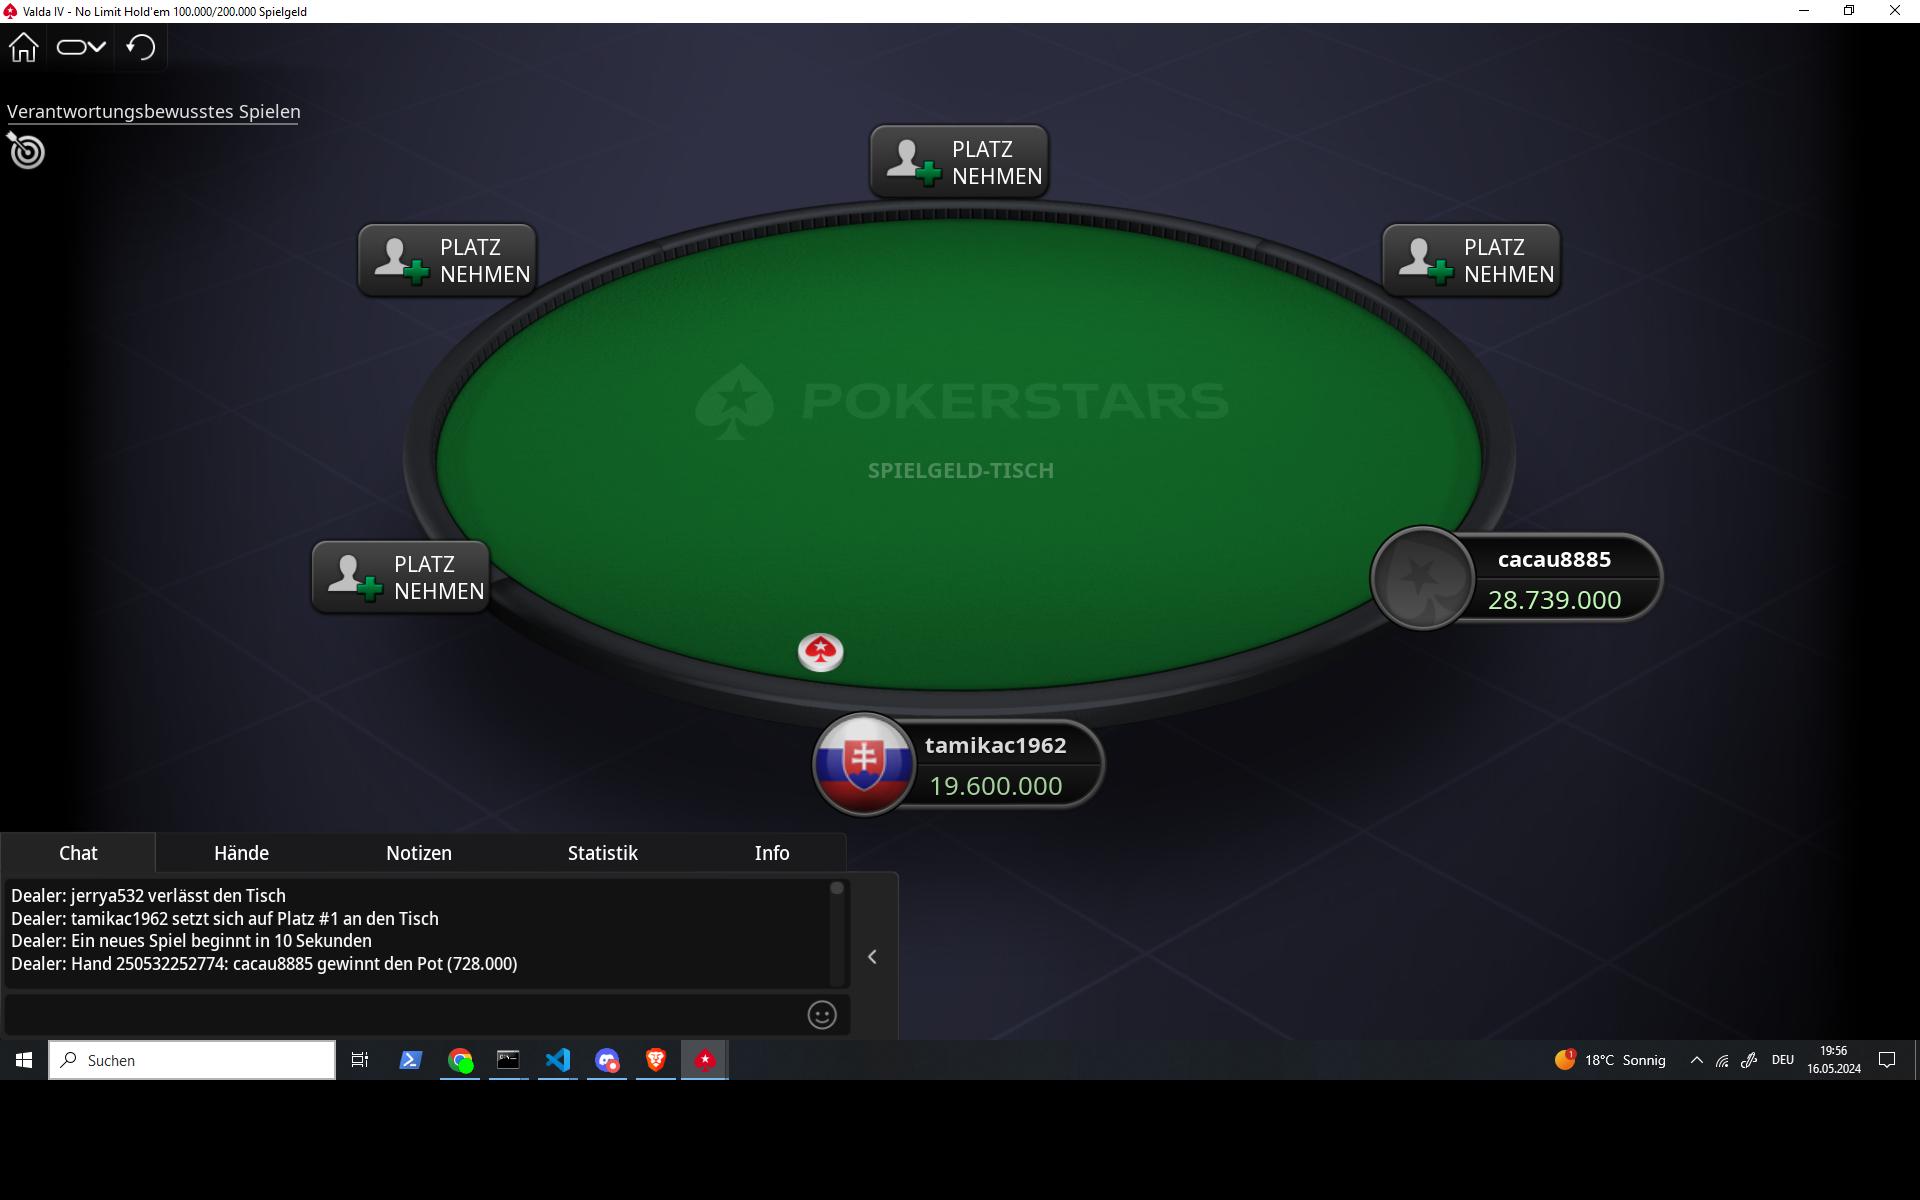 Valda IV - No Limit Hold'em 100.000/200.000 Spielgeld
Verantwortungsbewusstes Spielen
PLATZ
NEHMEN
PLATZ
NEHMEN
PLATZ
NEHMEN
POKERSTARS
SPIELGELD-TISCH
PLATZ
NEHMEN
cacau8885
28.739.000
tamikac1962
19.600.000
Chat Hände Notizen Statistik Info
Dealer: jerrya532 verlässt den Tisch
Dealer: tamikac1962 setzt sich auf Platz #1 an den Tisch
Dealer: Ein neues Spiel beginnt in 10 Sekunden
Dealer: Hand 250532252774: cacau8885 gewinnt den Pot (728.000)
Suchen
1
18°C Sonnig
DEU
19:56
16.05.2024